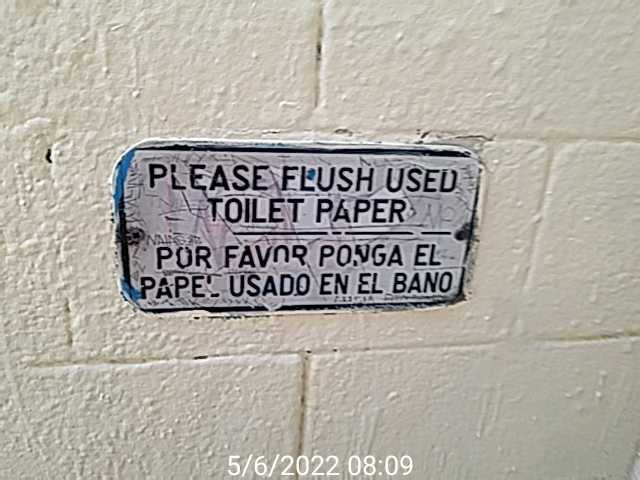 PLEASE FLUSH USED
TOILET PAPER
POR FAVOR PONGA EL
PAPEL USADO EN EL BANO
5/6/2022 08:09